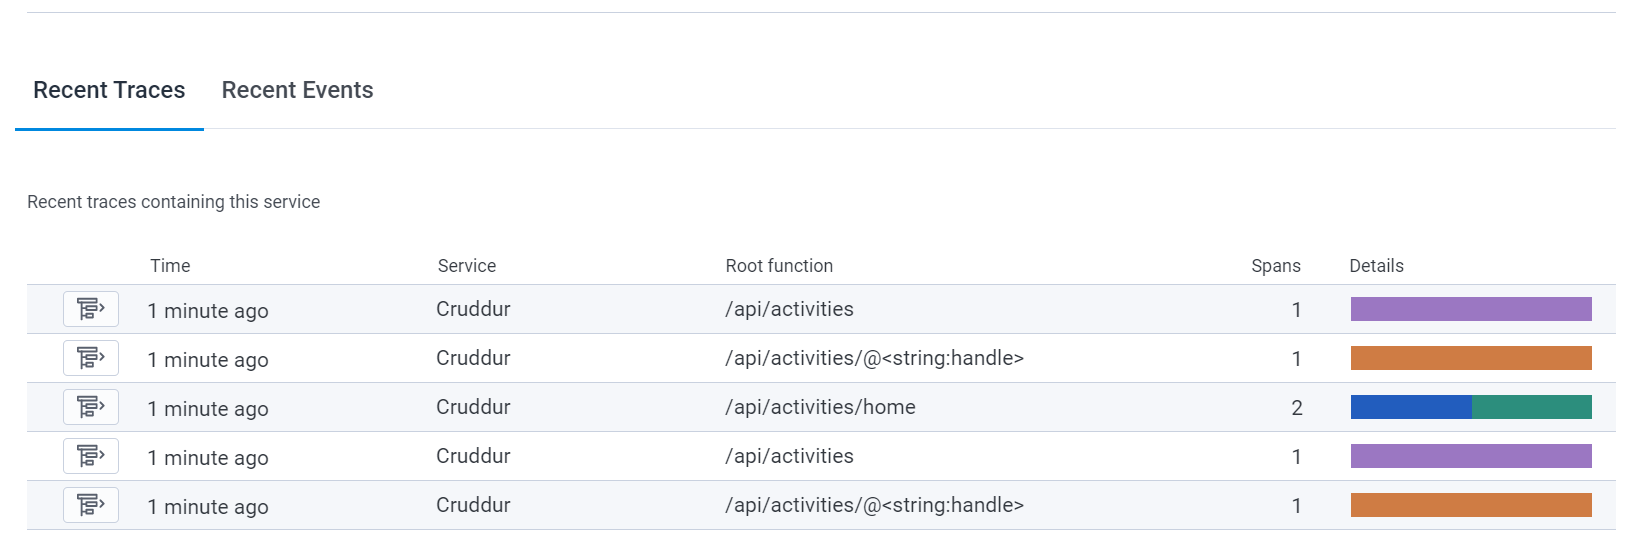 Recent Traces Recent Events
Recent traces containing this service
Time Service Root function Spans Details
1 minute ago Cruddur /api/activities 1
1 minute ago Cruddur /api/activities/@<string:handle> 1
1 minute ago Cruddur /api/activities/home 2
1 minute ago Cruddur /api/activities 1
1 minute ago Cruddur /api/activities/@<string:handle> 1